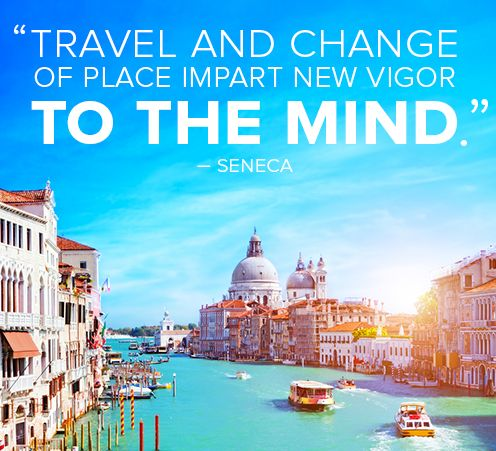 “TRAVEL AND CHANGE
OF PLACE IMPART NEW VIGOR
TO THE MIND.”
– SENECA